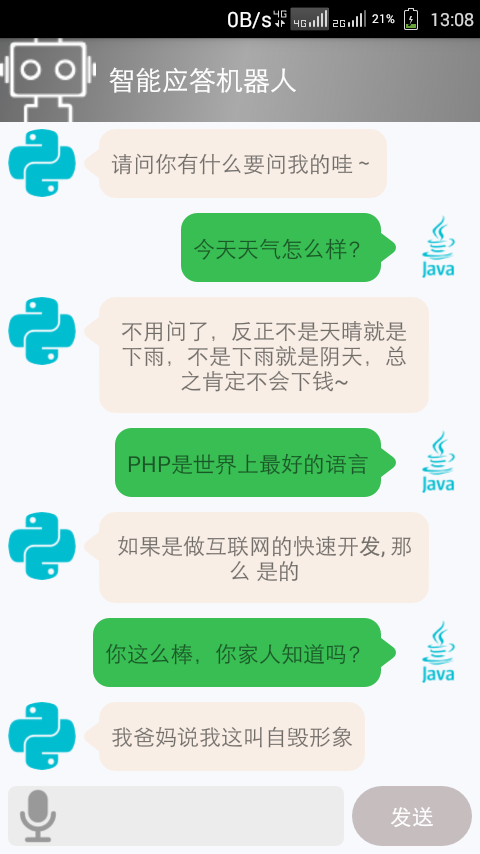 0B/s 4G 4G 2G 21% 13:08
智能应答机器人
请问你有什么要问我的哇 ~
今天天气怎么样？
Java
不用问了，反正不是天晴就是
下雨，不是下雨就是阴天，总
之肯定不会下钱~
PHP是世界上最好的语言
Java
如果是做互联网的快速开发, 那
么 是的
你这么棒，你家人知道吗？
Java
我爸妈说我这叫自毁形象
发送